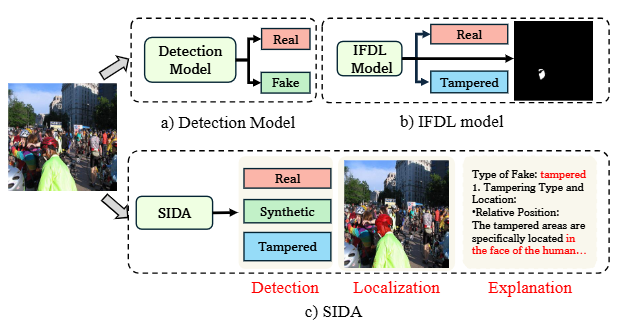 Detection
Model
Real
Fake
a) Detection Model
IFDL
Model
Real
Tampered
b) IFDL model
SIDA
Real
Synthetic
Tampered
Type of Fake: tampered
1. Tampering Type and
Location:
•Relative Position:
The tampered areas are
specifically located in
the face of the human...
Detection
Localization
Explanation
c) SIDA